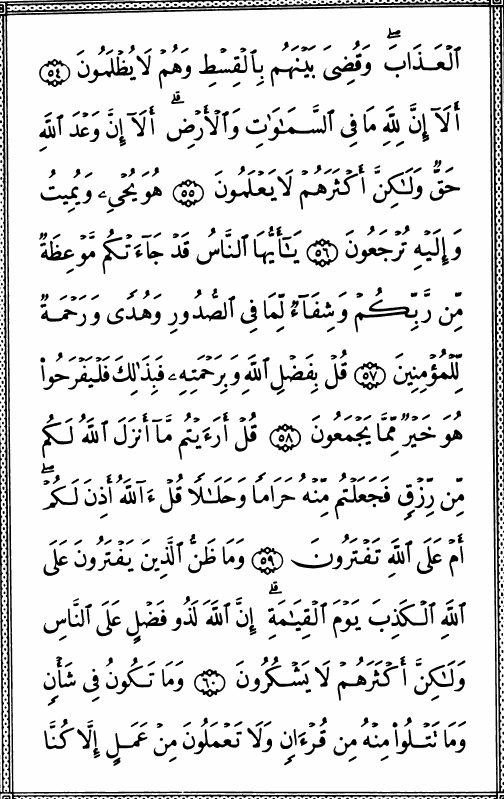 ٱلۡعَذَابَۖ وَقُضِيَ بَيۡنَهُم بِٱلۡقِسۡطِ وَهُمۡ لَا يُظۡلَمُونَ ٥٤
أَلَآ إِنَّ لِلَّهِ مَا فِي ٱلسَّمَٰوَٰتِ وَٱلۡأَرۡضِۗ أَلَآ إِنَّ وَعۡدَ ٱللَّهِ
حَقّٞ وَلَٰكِنَّ أَكۡثَرَهُمۡ لَا يَعۡلَمُونَ ٥٥ هُوَ يُحۡيِۦ وَيُمِيتُ
وَإِلَيۡهِ تُرۡجَعُونَ ٥٦ يَٰٓأَيُّهَا ٱلنَّاسُ قَدۡ جَآءَتۡكُم مَّوۡعِظَةٞ
مِّن رَّبِّكُمۡ وَشِفَآءٞ لِّمَا فِي ٱلصُّدُورِ وَهُدٗى وَرَحۡمَةٞ
لِّلۡمُؤۡمِنِينَ ٥٧ قُلۡ بِفَضۡلِ ٱللَّهِ وَبِرَحۡمَتِهِۦ فَبِذَٰلِكَ فَلۡيَفۡرَحُواْ
هُوَ خَيۡرٞ مِّمَّا يَجۡمَعُونَ ٥٨ قُلۡ أَرَءَيۡتُم مَّآ أَنزَلَ ٱللَّهُ لَكُم
مِّن رِّزۡقٖ فَجَعَلۡتُم مِّنۡهُ حَرَامٗا وَحَلَٰلٗا قُلۡ ءَآللَّهُ أَذِنَ لَكُمۡۖ
أَمۡ عَلَى ٱللَّهِ تَفۡتَرُونَ ٥٩ وَمَا ظَنُّ ٱلَّذِينَ يَفۡتَرُونَ عَلَى
ٱللَّهِ ٱلۡكَذِبَ يَوۡمَ ٱلۡقِيَٰمَةِۗ إِنَّ ٱللَّهَ لَذُو فَضۡلٍ عَلَى ٱلنَّاسِ
وَلَٰكِنَّ أَكۡثَرَهُمۡ لَا يَشۡكُرُونَ ٦٠ وَمَا تَكُونُ فِي شَأۡنٖ
وَمَا تَتۡلُواْ مِنۡهُ مِن قُرۡءَانٖ وَلَا تَعۡمَلُونَ مِنۡ عَمَلٍ إِلَّا كُنَّا